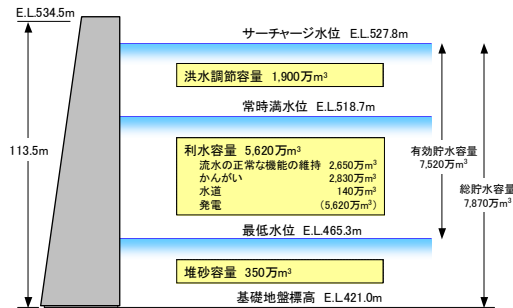 E.L.534.5m
サーチャージ水位 E.L.527.8m
洪水調節容量 1,900万m³
常時満水位 E.L.518.7m
113.5m
利水容量 5,620万m³
流水の正常な機能の維持 2,650万m³
かんがい 2,830万m³
水道 140万m³
発電 (5,620万m³)
有効貯水容量
7,520万m³
総貯水容量
7,870万m³
最低水位 E.L.465.3m
堆砂容量 350万m³
基礎地盤標高 E.L.421.0m